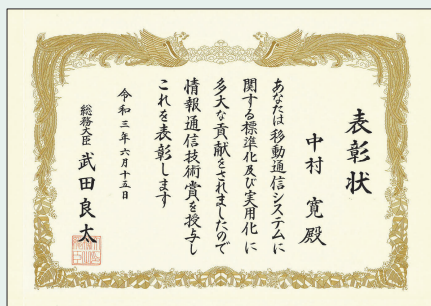 表彰状
中村 寛 殿
あなたは移動通信システムに
関する標準化及び実用化に
多大な貢献をされましたので
情報通信技術賞を授与し
これを表彰します
令和三年六月十五日
総務大臣 武田良太